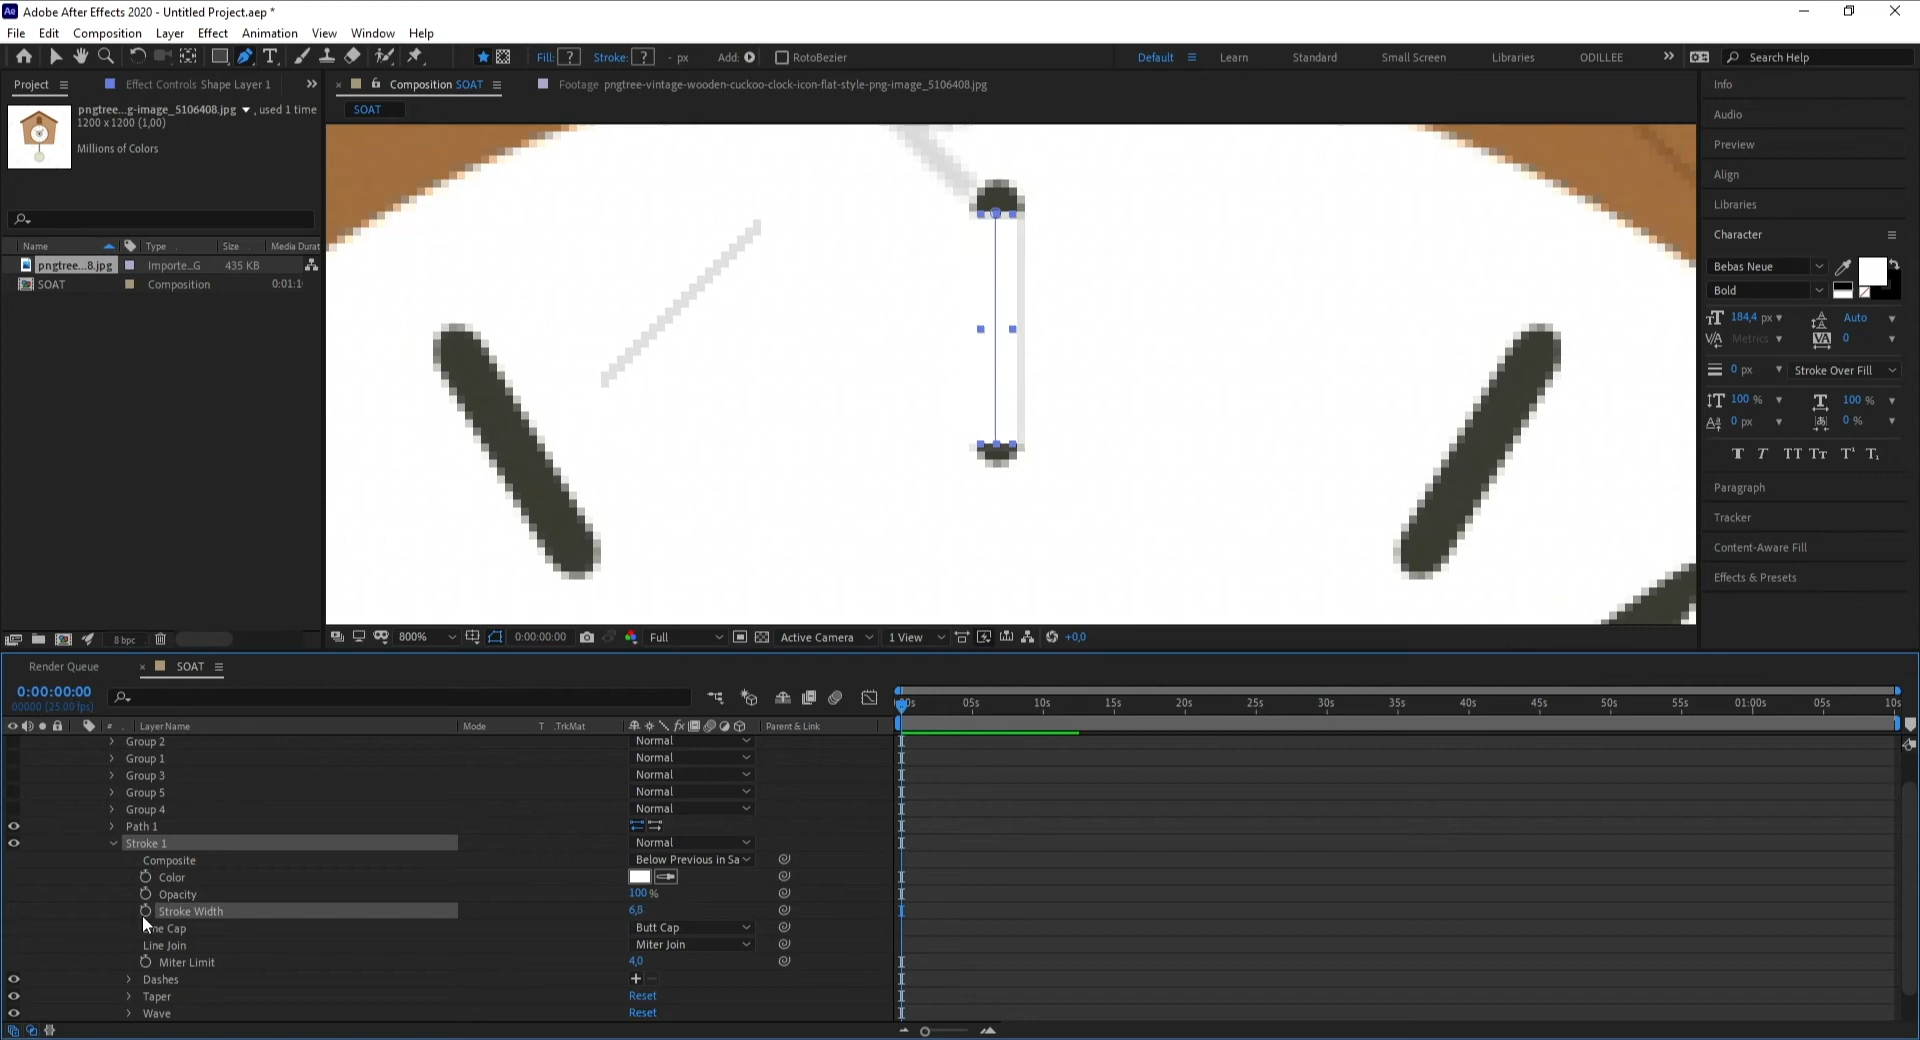 Adobe After Effects 2020 - Untitled Project.aep *
File Edit Composition Layer Effect Animation View Window Help
Fill: ? Stroke: ? - px Add: RotoBezier Default Learn Standard Small Screen Libraries ODILLEE Search Help
Project Effect Controls Shape Layer 1
Composition SOAT Footage pngtree-vintage-wooden-cuckoo-clock-icon-flat-style-png-image_5106408.jpg
SOAT
pngtree...g-image_5106408.jpg , used 1 time
1200 x 1200 (1,00)
Millions of Colors
Name Type Size Media Durat
pngtree...8.jpg Importe...G 435 KB
SOAT Composition 0:01:1
8 bpc
800% 0:00:00:00 Full Active Camera 1 View +0,0
Info
Audio
Preview
Align
Libraries
Character
Bebas Neue
Bold
184,4 px Auto
Metrics 0
0 px Stroke Over Fill
100 % 100 %
0 px 0 %
T T TT Tt T¹ T₁
Paragraph
Tracker
Content-Aware Fill
Effects & Presets
Render Queue SOAT
0:00:00:00
00000 (25.00 fps)
# Layer Name Mode T .TrkMat Parent & Link
00s 05s 10s 15s 20s 25s 30s 35s 40s 45s 50s 55s 01:00s 05s 10s
Group 2 Normal
Group 1 Normal
Group 3 Normal
Group 5 Normal
Group 4 Normal
Path 1
Stroke 1 Normal
Composite Below Previous in Sa
Color
Opacity 100 %
Stroke Width 6,8
ne Cap Butt Cap
Line Join Miter Join
Miter Limit 4,0
Dashes + −
Taper Reset
Wave Reset